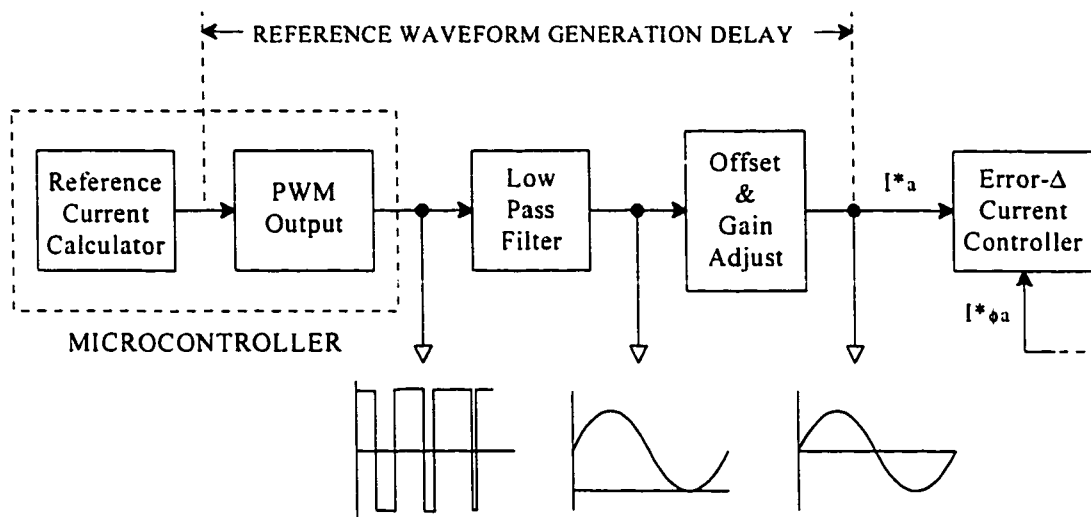 REFERENCE WAVEFORM GENERATION DELAY
Reference
Current
Calculator
PWM
Output
Low
Pass
Filter
Offset
&
Gain
Adjust
I*a
Error-Δ
Current
Controller
I*ϕa
MICROCONTROLLER